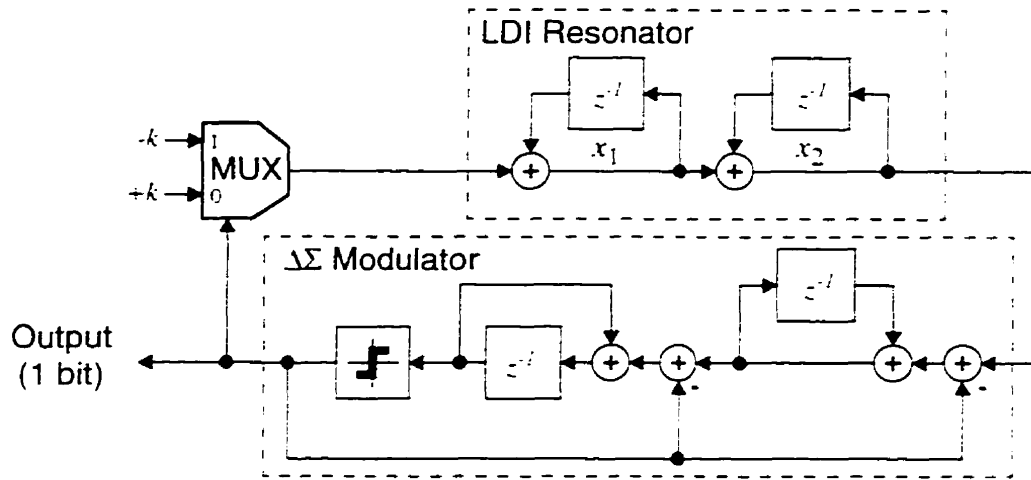 LDI Resonator
z⁻¹
z⁻¹
x₁
x₂
-k
1
MUX
+k
0
ΔΣ Modulator
z⁻¹
z⁻¹
Output
(1 bit)
+
+
+
+
+
+
-
-